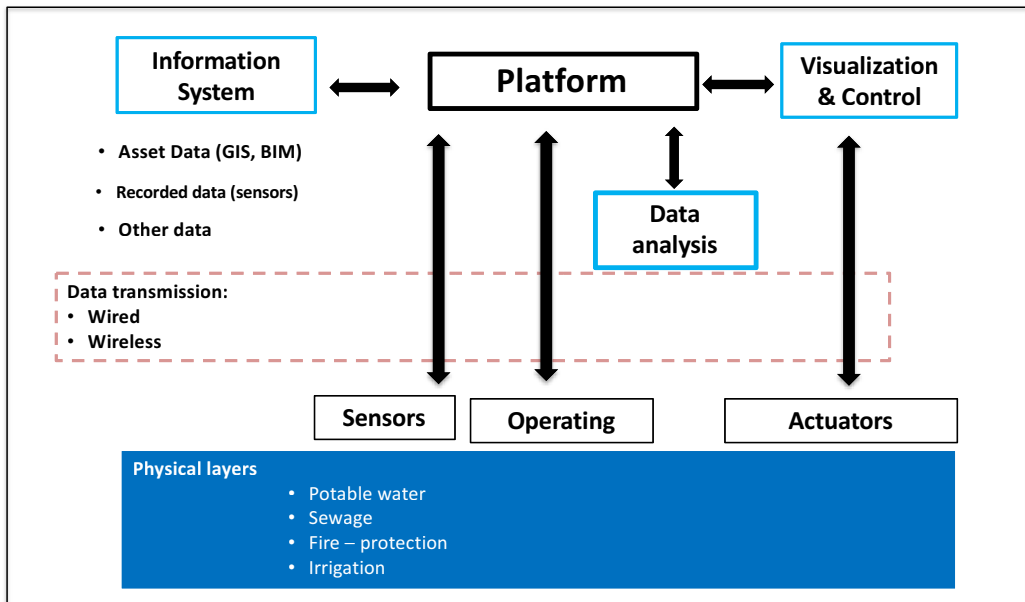 Information
System
Platform
Visualization
& Control
• Asset Data (GIS, BIM)
• Recorded data (sensors)
• Other data
Data
analysis
Data transmission:
• Wired
• Wireless
Sensors
Operating
Actuators
Physical layers
• Potable water
• Sewage
• Fire – protection
• Irrigation